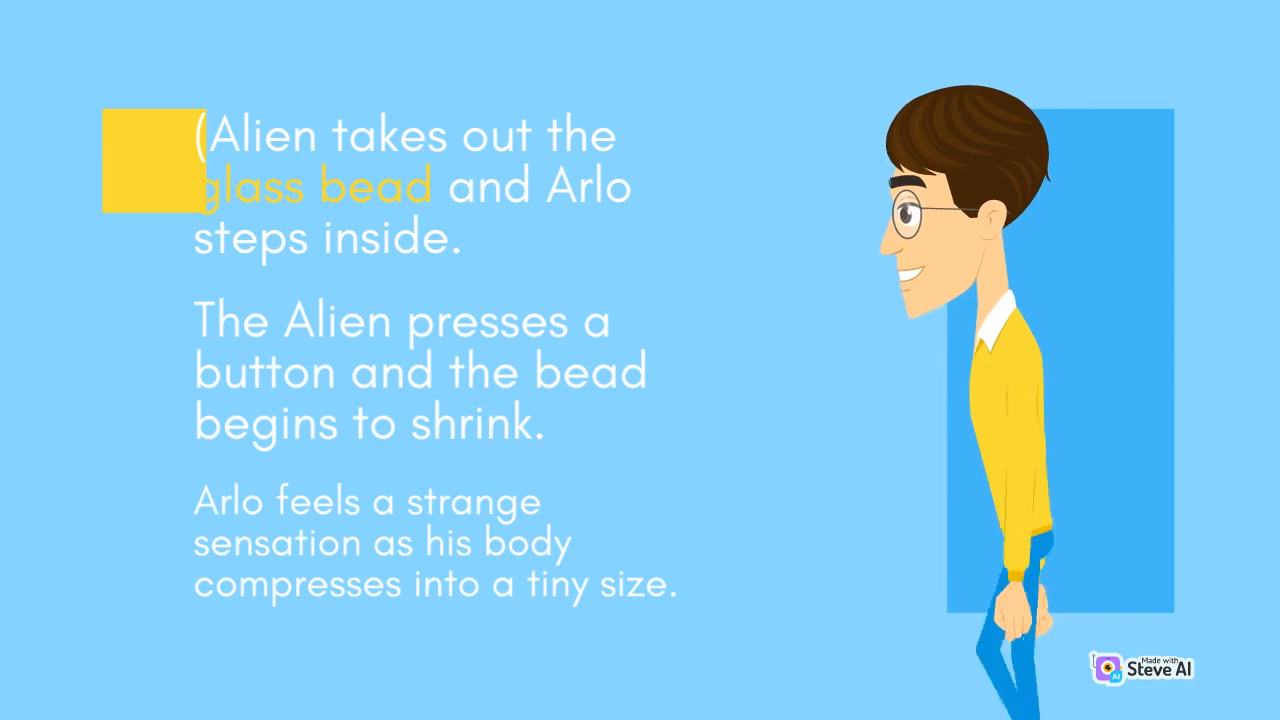 (Alien takes out the
glass bead and Arlo
steps inside.
The Alien presses a
button and the bead
begins to shrink.
Arlo feels a strange
sensation as his body
compresses into a tiny size.
Made with
Steve AI
AI